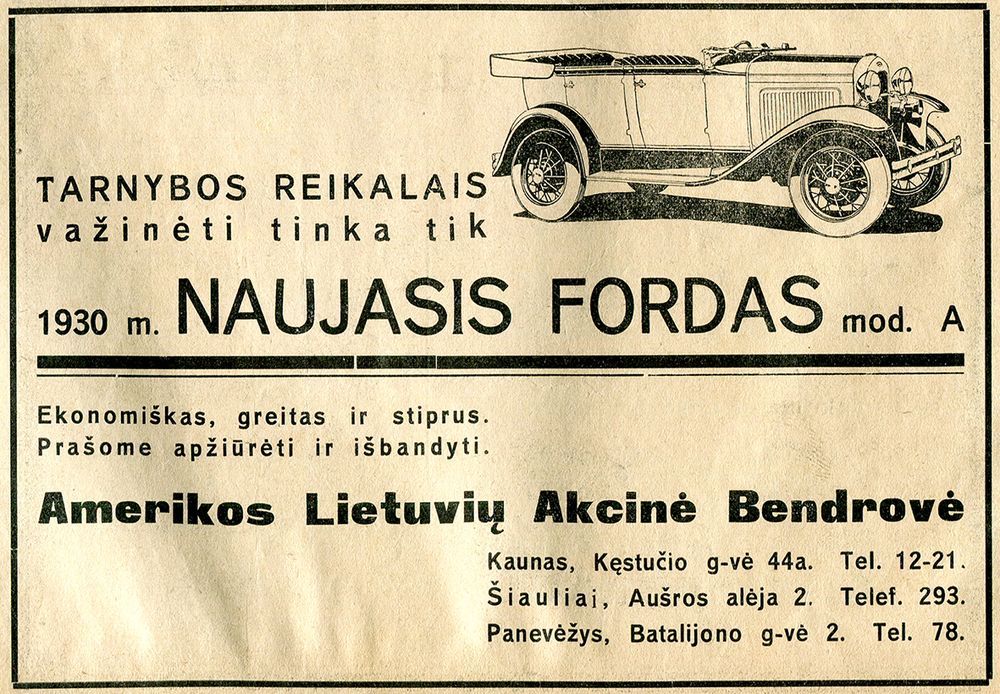 TARNYBOS REIKALAIS
važinėti tinka tik
1930 m. NAUJASIS FORDAS mod. A
Ekonomiškas, greitas ir stiprus.
Prašome apžiūrėti ir išbandyti.
Amerikos Lietuvių Akcinė Bendrovė
Kaunas, Kęstučio g-vė 44a. Tel. 12-21.
Šiauliai, Aušros alėja 2. Telef. 293.
Panevėžys, Batalijono g-vė 2. Tel. 78.